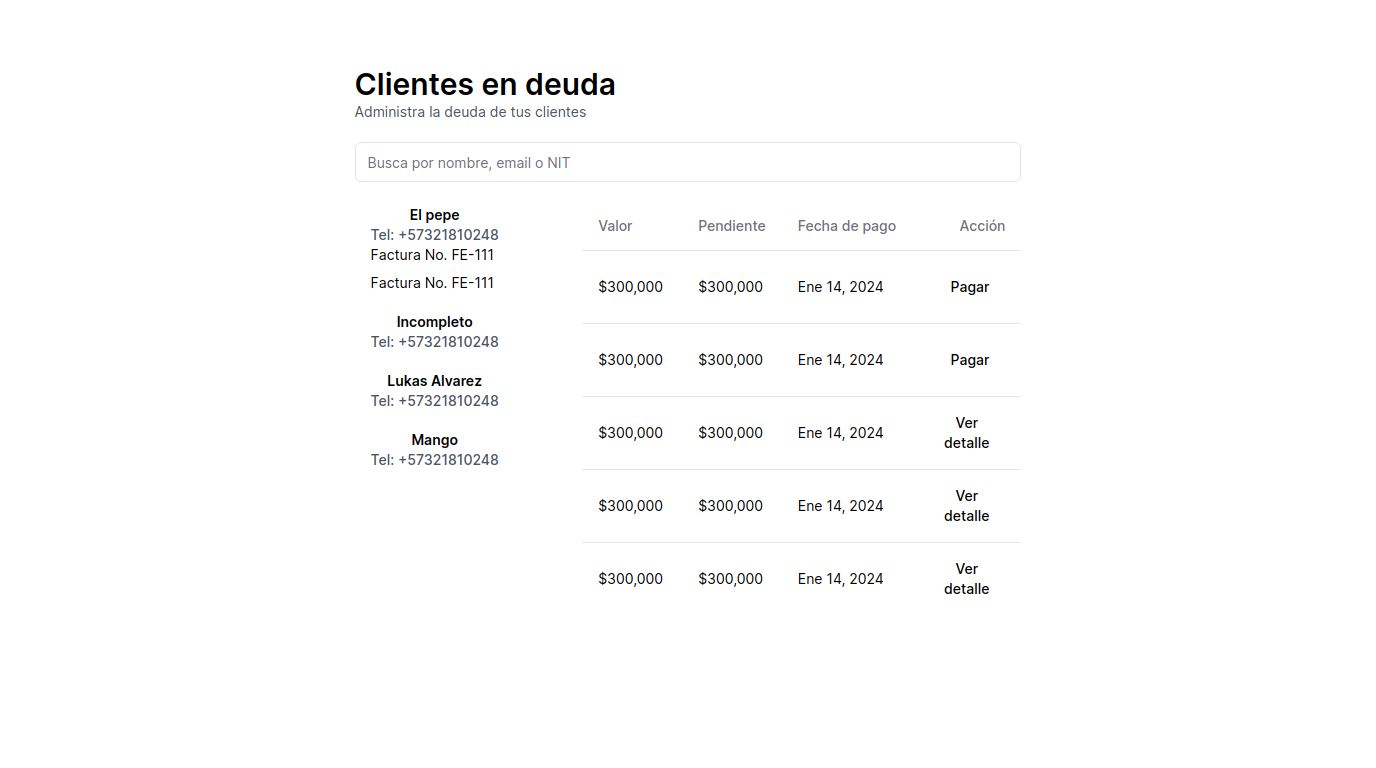 Clientes en deuda
Administra la deuda de tus clientes
Busca por nombre, email o NIT
El pepe
Tel: +57321810248
Factura No. FE-111
Factura No. FE-111
Incompleto
Tel: +57321810248
Lukas Alvarez
Tel: +57321810248
Mango
Tel: +57321810248
Valor Pendiente Fecha de pago Acción
$300,000 $300,000 Ene 14, 2024 Pagar
$300,000 $300,000 Ene 14, 2024 Pagar
$300,000 $300,000 Ene 14, 2024 Ver
detalle
$300,000 $300,000 Ene 14, 2024 Ver
detalle
$300,000 $300,000 Ene 14, 2024 Ver
detalle